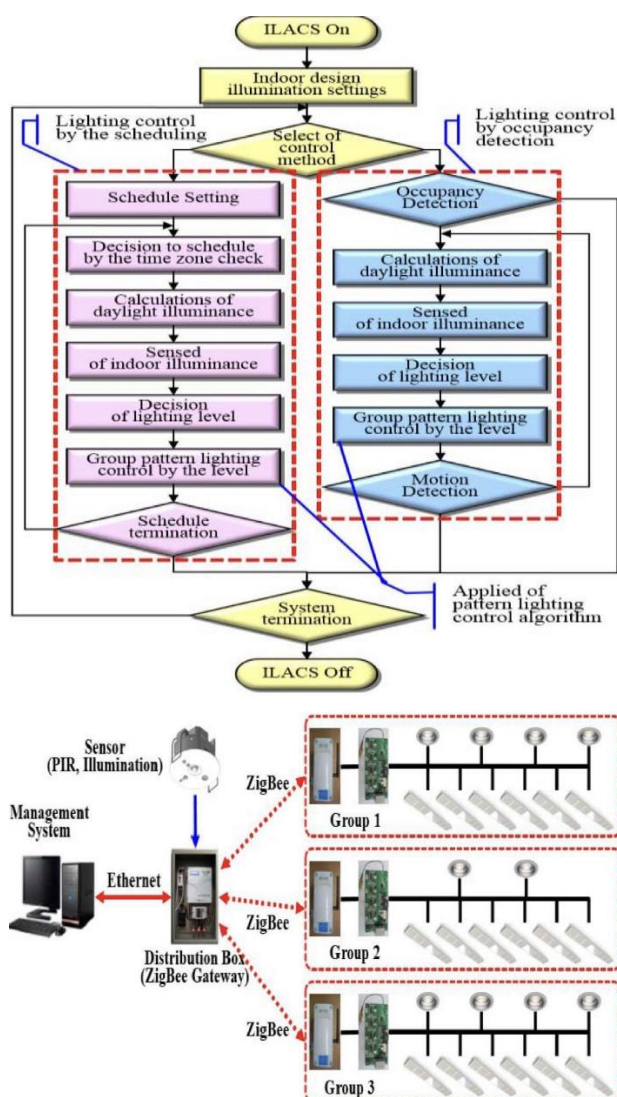 ILACS On
Indoor design
illumination settings
Lighting control
by the scheduling
Select of
control
method
Lighting control
by occupancy
detection
Schedule Setting
Decision to schedule
by the time zone check
Calculations of
daylight illuminance
Sensed
of indoor illuminance
Decision
of lighting level
Group pattern lighting
control by the level
Schedule
termination
Occupancy
Detection
Calculations of
daylight illuminance
Sensed
of indoor illuminance
Decision
of lighting level
Group pattern lighting
control by the level
Motion
Detection
Applied of
pattern lighting
control algorithm
System
termination
ILACS Off
Sensor
(PIR, Illumination)
Management
System
Ethernet
Distribution Box
(ZigBee Gateway)
ZigBee
Group 1
ZigBee
Group 2
ZigBee
Group 3